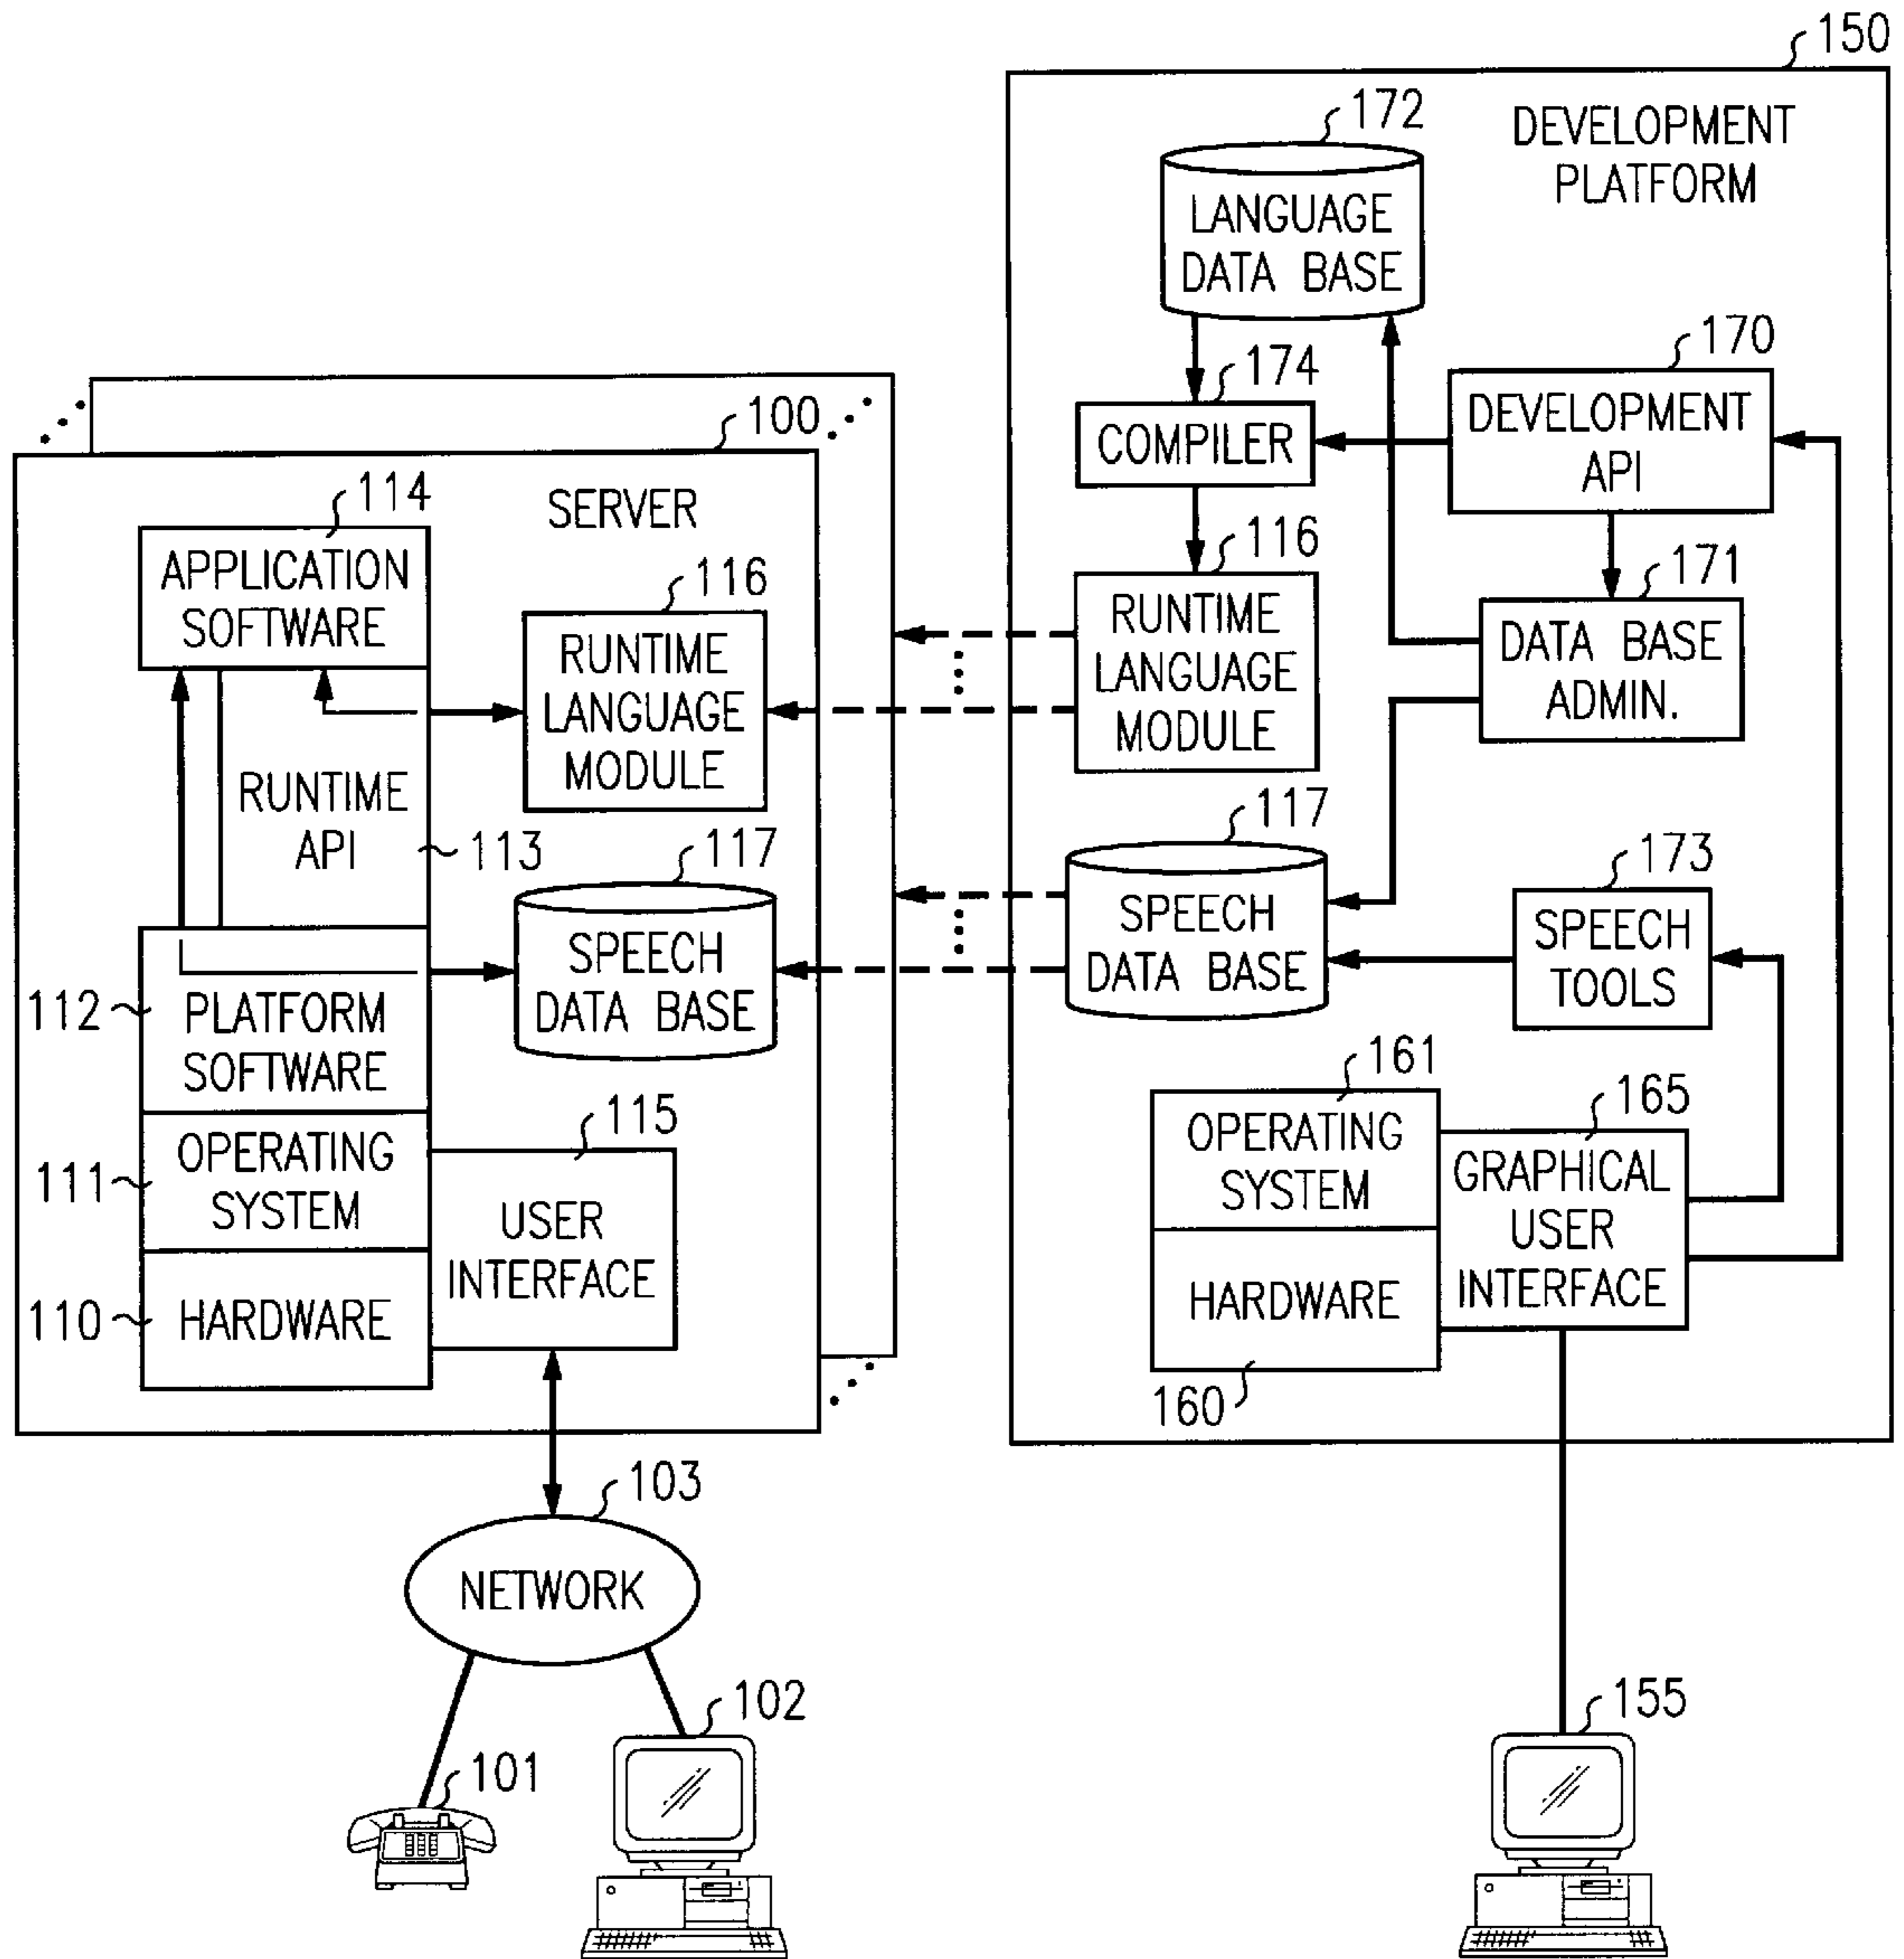 150
DEVELOPMENT
PLATFORM
172
LANGUAGE
DATA BASE
174
COMPILER
170
DEVELOPMENT
API
116
RUNTIME
LANGUAGE
MODULE
171
DATA BASE
ADMIN.
117
SPEECH
DATA BASE
173
SPEECH
TOOLS
161
OPERATING
SYSTEM
165
GRAPHICAL
USER
INTERFACE
HARDWARE
160
155
100
SERVER
114
APPLICATION
SOFTWARE
116
RUNTIME
LANGUAGE
MODULE
RUNTIME
API
113
117
SPEECH
DATA BASE
112
PLATFORM
SOFTWARE
111
OPERATING
SYSTEM
115
USER
INTERFACE
110
HARDWARE
103
NETWORK
102
101